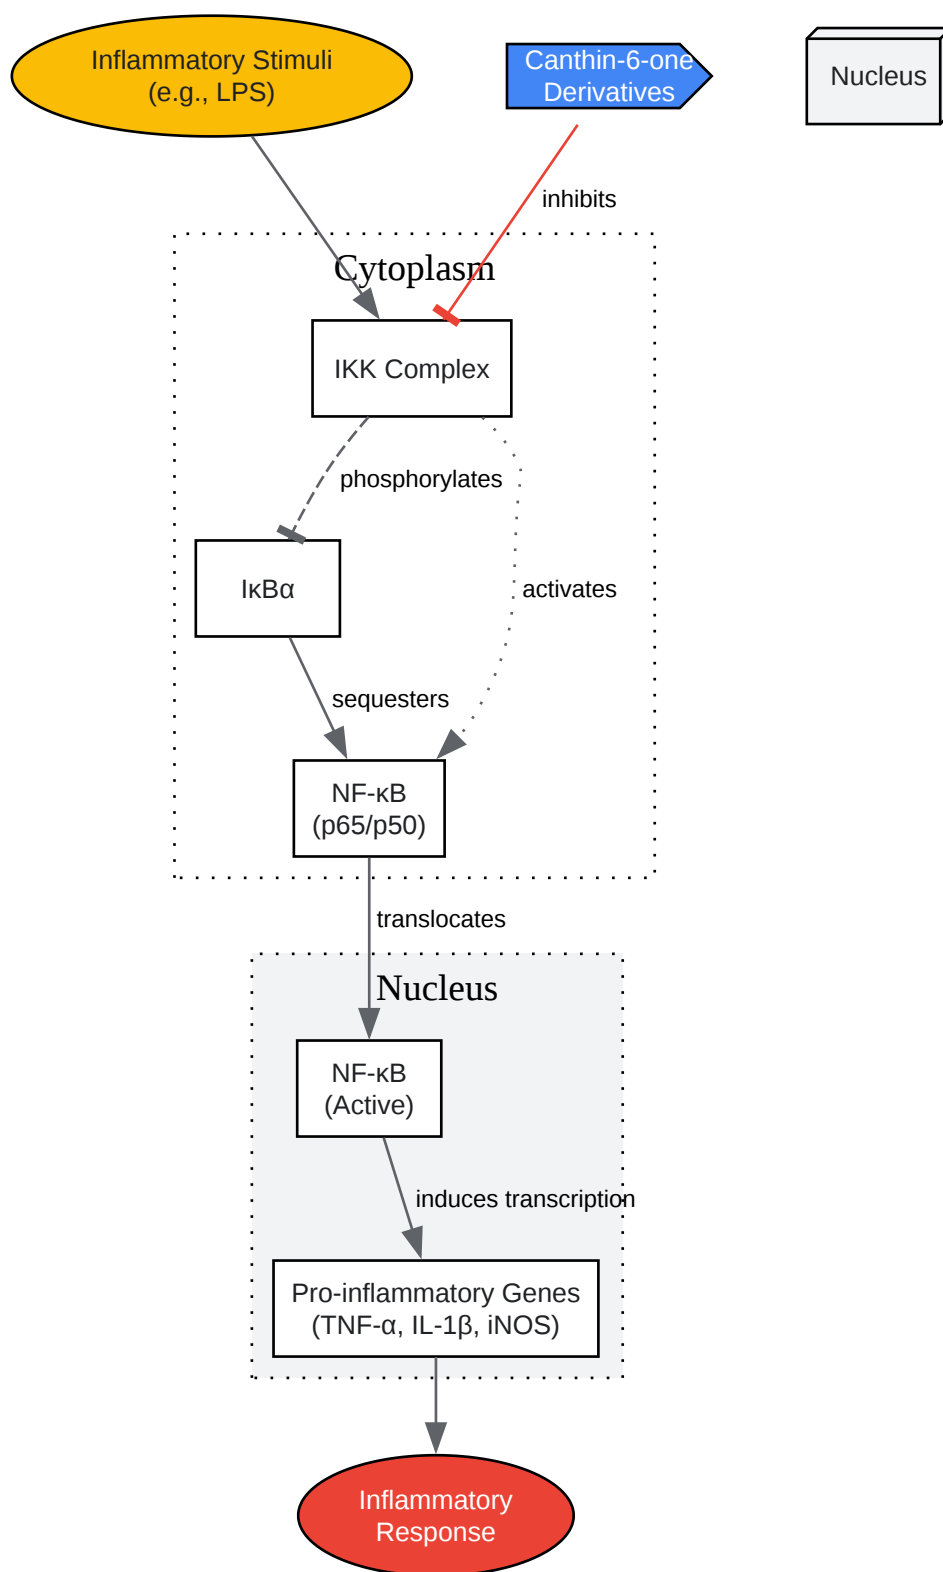 Inflammatory Stimuli
(e.g., LPS)
Canthin-6-one
Derivatives
Nucleus
inhibits
Cytoplasm
IKK Complex
phosphorylates
IκBα
activates
sequesters
NF-κB
(p65/p50)
translocates
Nucleus
NF-κB
(Active)
induces transcription
Pro-inflammatory Genes
(TNF-α, IL-1β, iNOS)
Inflammatory
Response